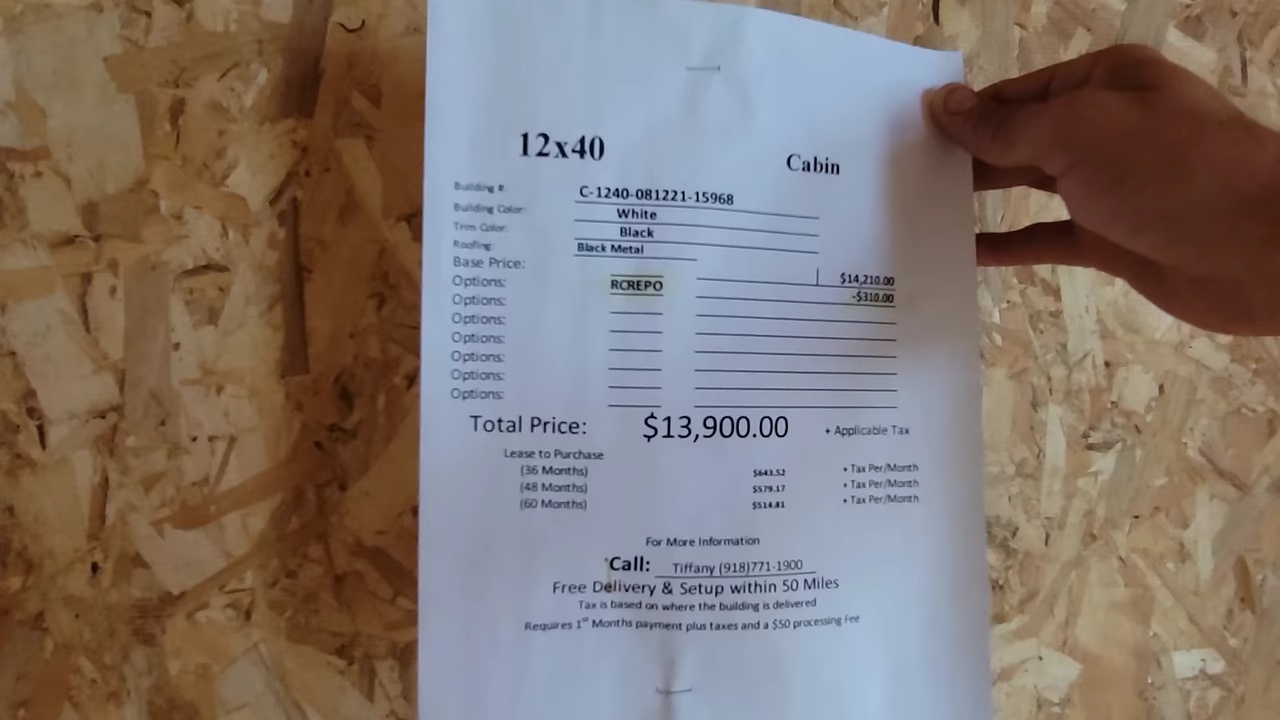 12x40
Cabin
Building #: C-1240-081221-15968
Building Color: White
Trim Color: Black
Roofing: Black Metal
Base Price: $14,210.00
Options: RCREPO -$310.00
Options:
Options:
Options:
Options:
Options:
Options:
Total Price: $13,900.00 + Applicable Tax
Lease to Purchase
(36 Months) $643.52 + Tax Per/Month
(48 Months) $579.17 + Tax Per/Month
(60 Months) $514.81 + Tax Per/Month
For More Information
Call: Tiffany (918)771-1900
Free Delivery & Setup within 50 Miles
Tax is based on where the building is delivered
Requires 1st Months payment plus taxes and a $50 processing Fee